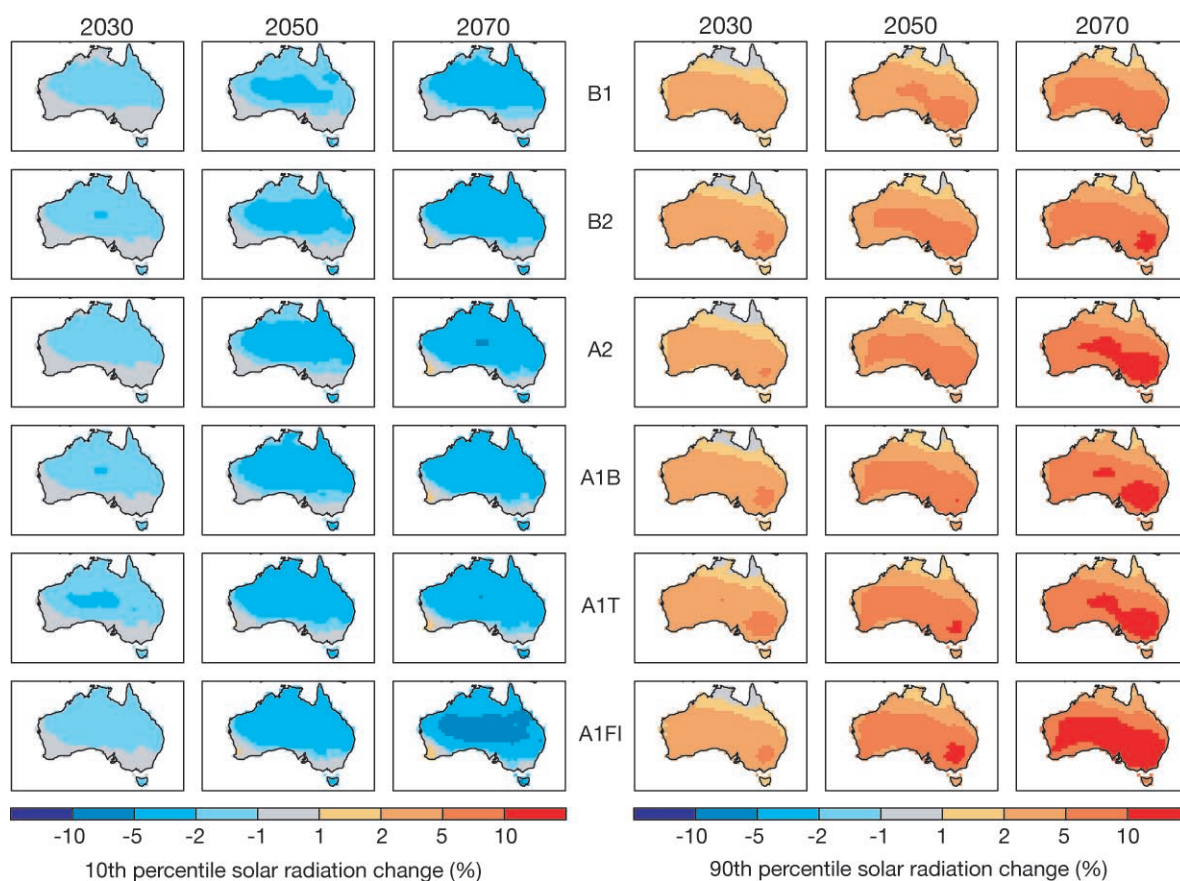 2030 2050 2070 2030 2050 2070
B1
B2
A2
A1B
A1T
A1FI
-10 -5 -2 -1 1 2 5 10 -10 -5 -2 -1 1 2 5 10
10th percentile solar radiation change (%) 90th percentile solar radiation change (%)